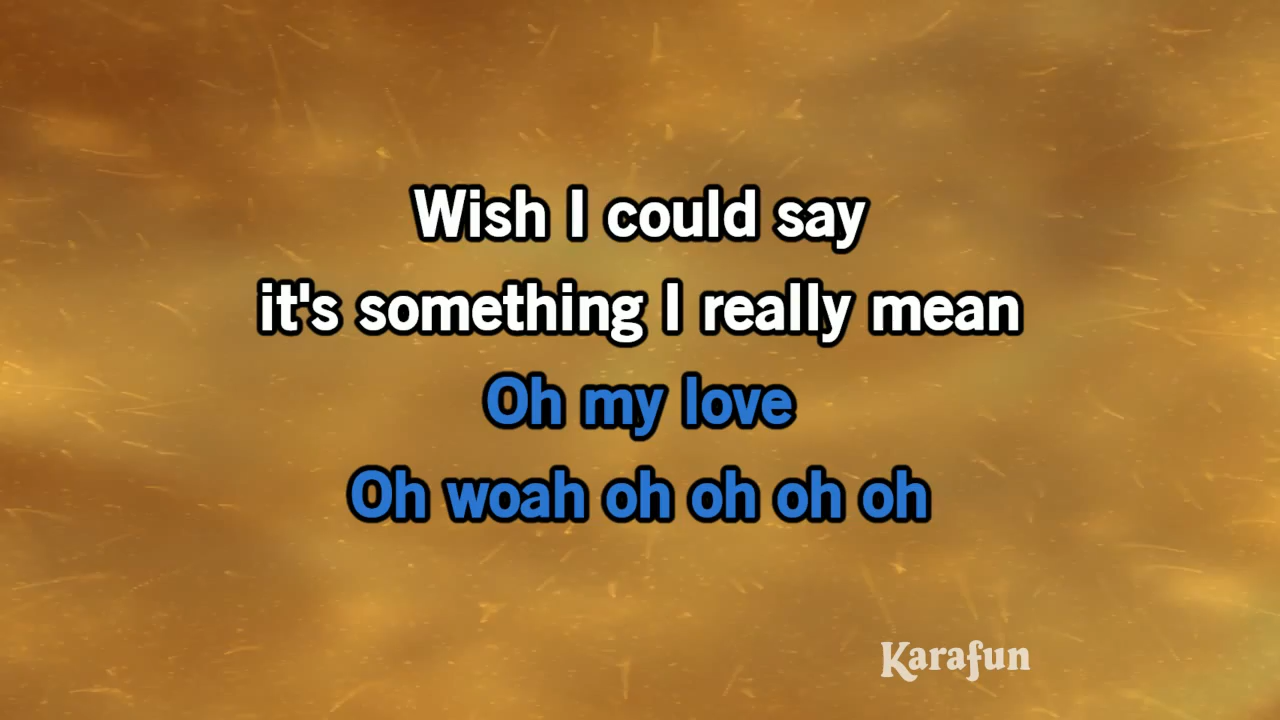 Wish I could say
it's something I really mean
Oh my love
Oh woah oh oh oh oh
Karafun